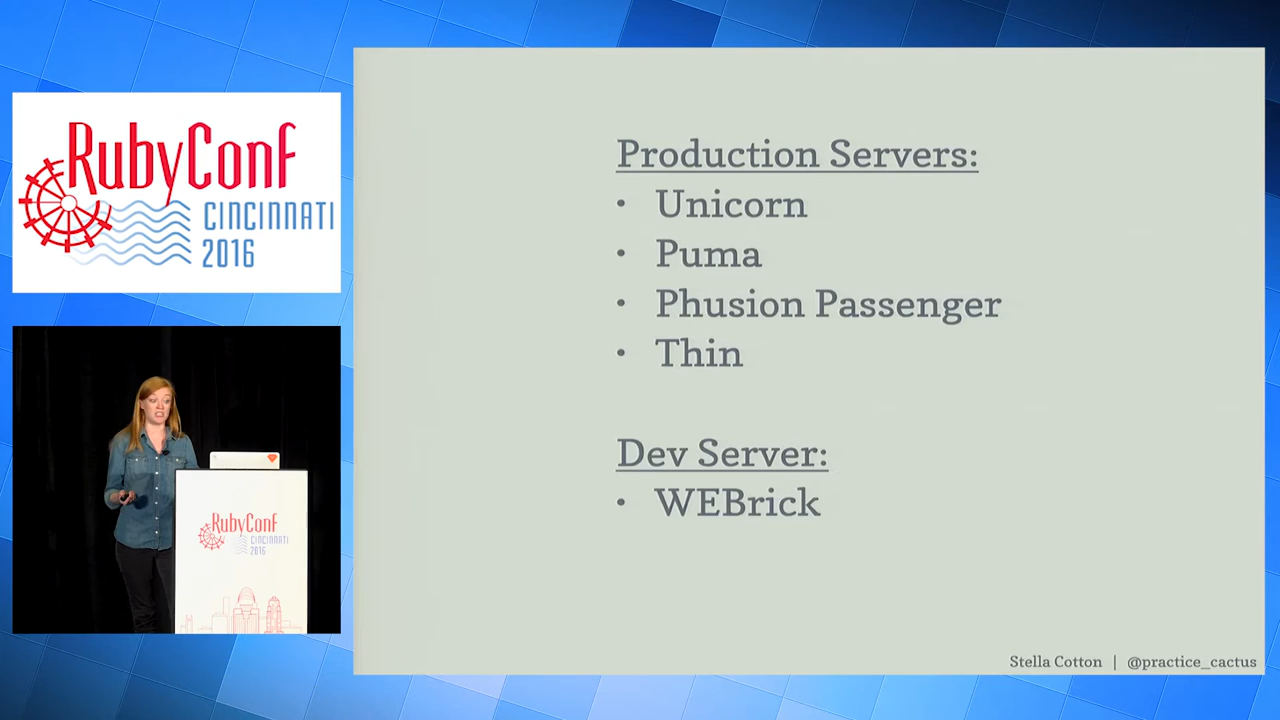 RubyConf
CINCINNATI
2016
Production Servers:
• Unicorn
• Puma
• Phusion Passenger
• Thin
Dev Server:
• WEBrick
RubyConf
CINCINNATI
2016
Stella Cotton | @practice_cactus